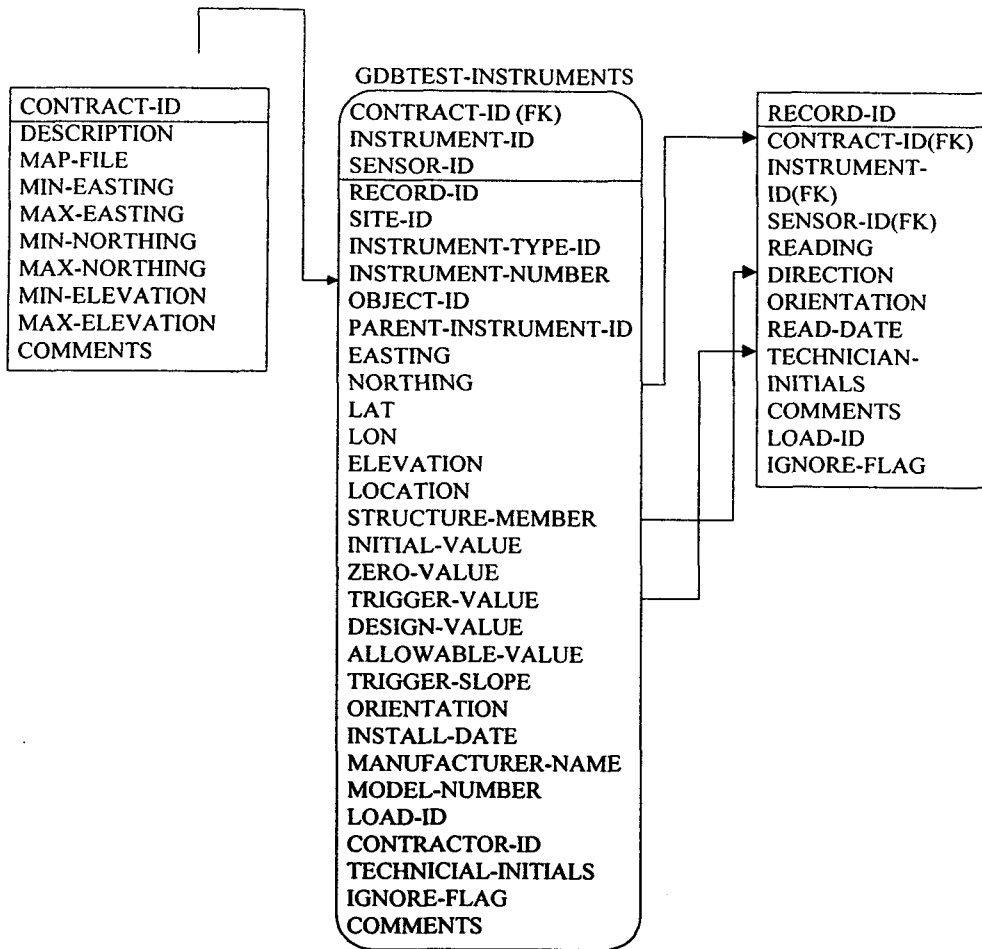 CONTRACT-ID
DESCRIPTION
MAP-FILE
MIN-EASTING
MAX-EASTING
MIN-NORTHING
MAX-NORTHING
MIN-ELEVATION
MAX-ELEVATION
COMMENTS
GDBTEST-INSTRUMENTS
CONTRACT-ID (FK)
INSTRUMENT-ID
SENSOR-ID
RECORD-ID
SITE-ID
INSTRUMENT-TYPE-ID
INSTRUMENT-NUMBER
OBJECT-ID
PARENT-INSTRUMENT-ID
EASTING
NORTHING
LAT
LON
ELEVATION
LOCATION
STRUCTURE-MEMBER
INITIAL-VALUE
ZERO-VALUE
TRIGGER-VALUE
DESIGN-VALUE
ALLOWABLE-VALUE
TRIGGER-SLOPE
ORIENTATION
INSTALL-DATE
MANUFACTURER-NAME
MODEL-NUMBER
LOAD-ID
CONTRACTOR-ID
TECHNICIAL-INITIALS
IGNORE-FLAG
COMMENTS
RECORD-ID
CONTRACT-ID(FK)
INSTRUMENT-
ID(FK)
SENSOR-ID(FK)
READING
DIRECTION
ORIENTATION
READ-DATE
TECHNICIAN-
INITIALS
COMMENTS
LOAD-ID
IGNORE-FLAG